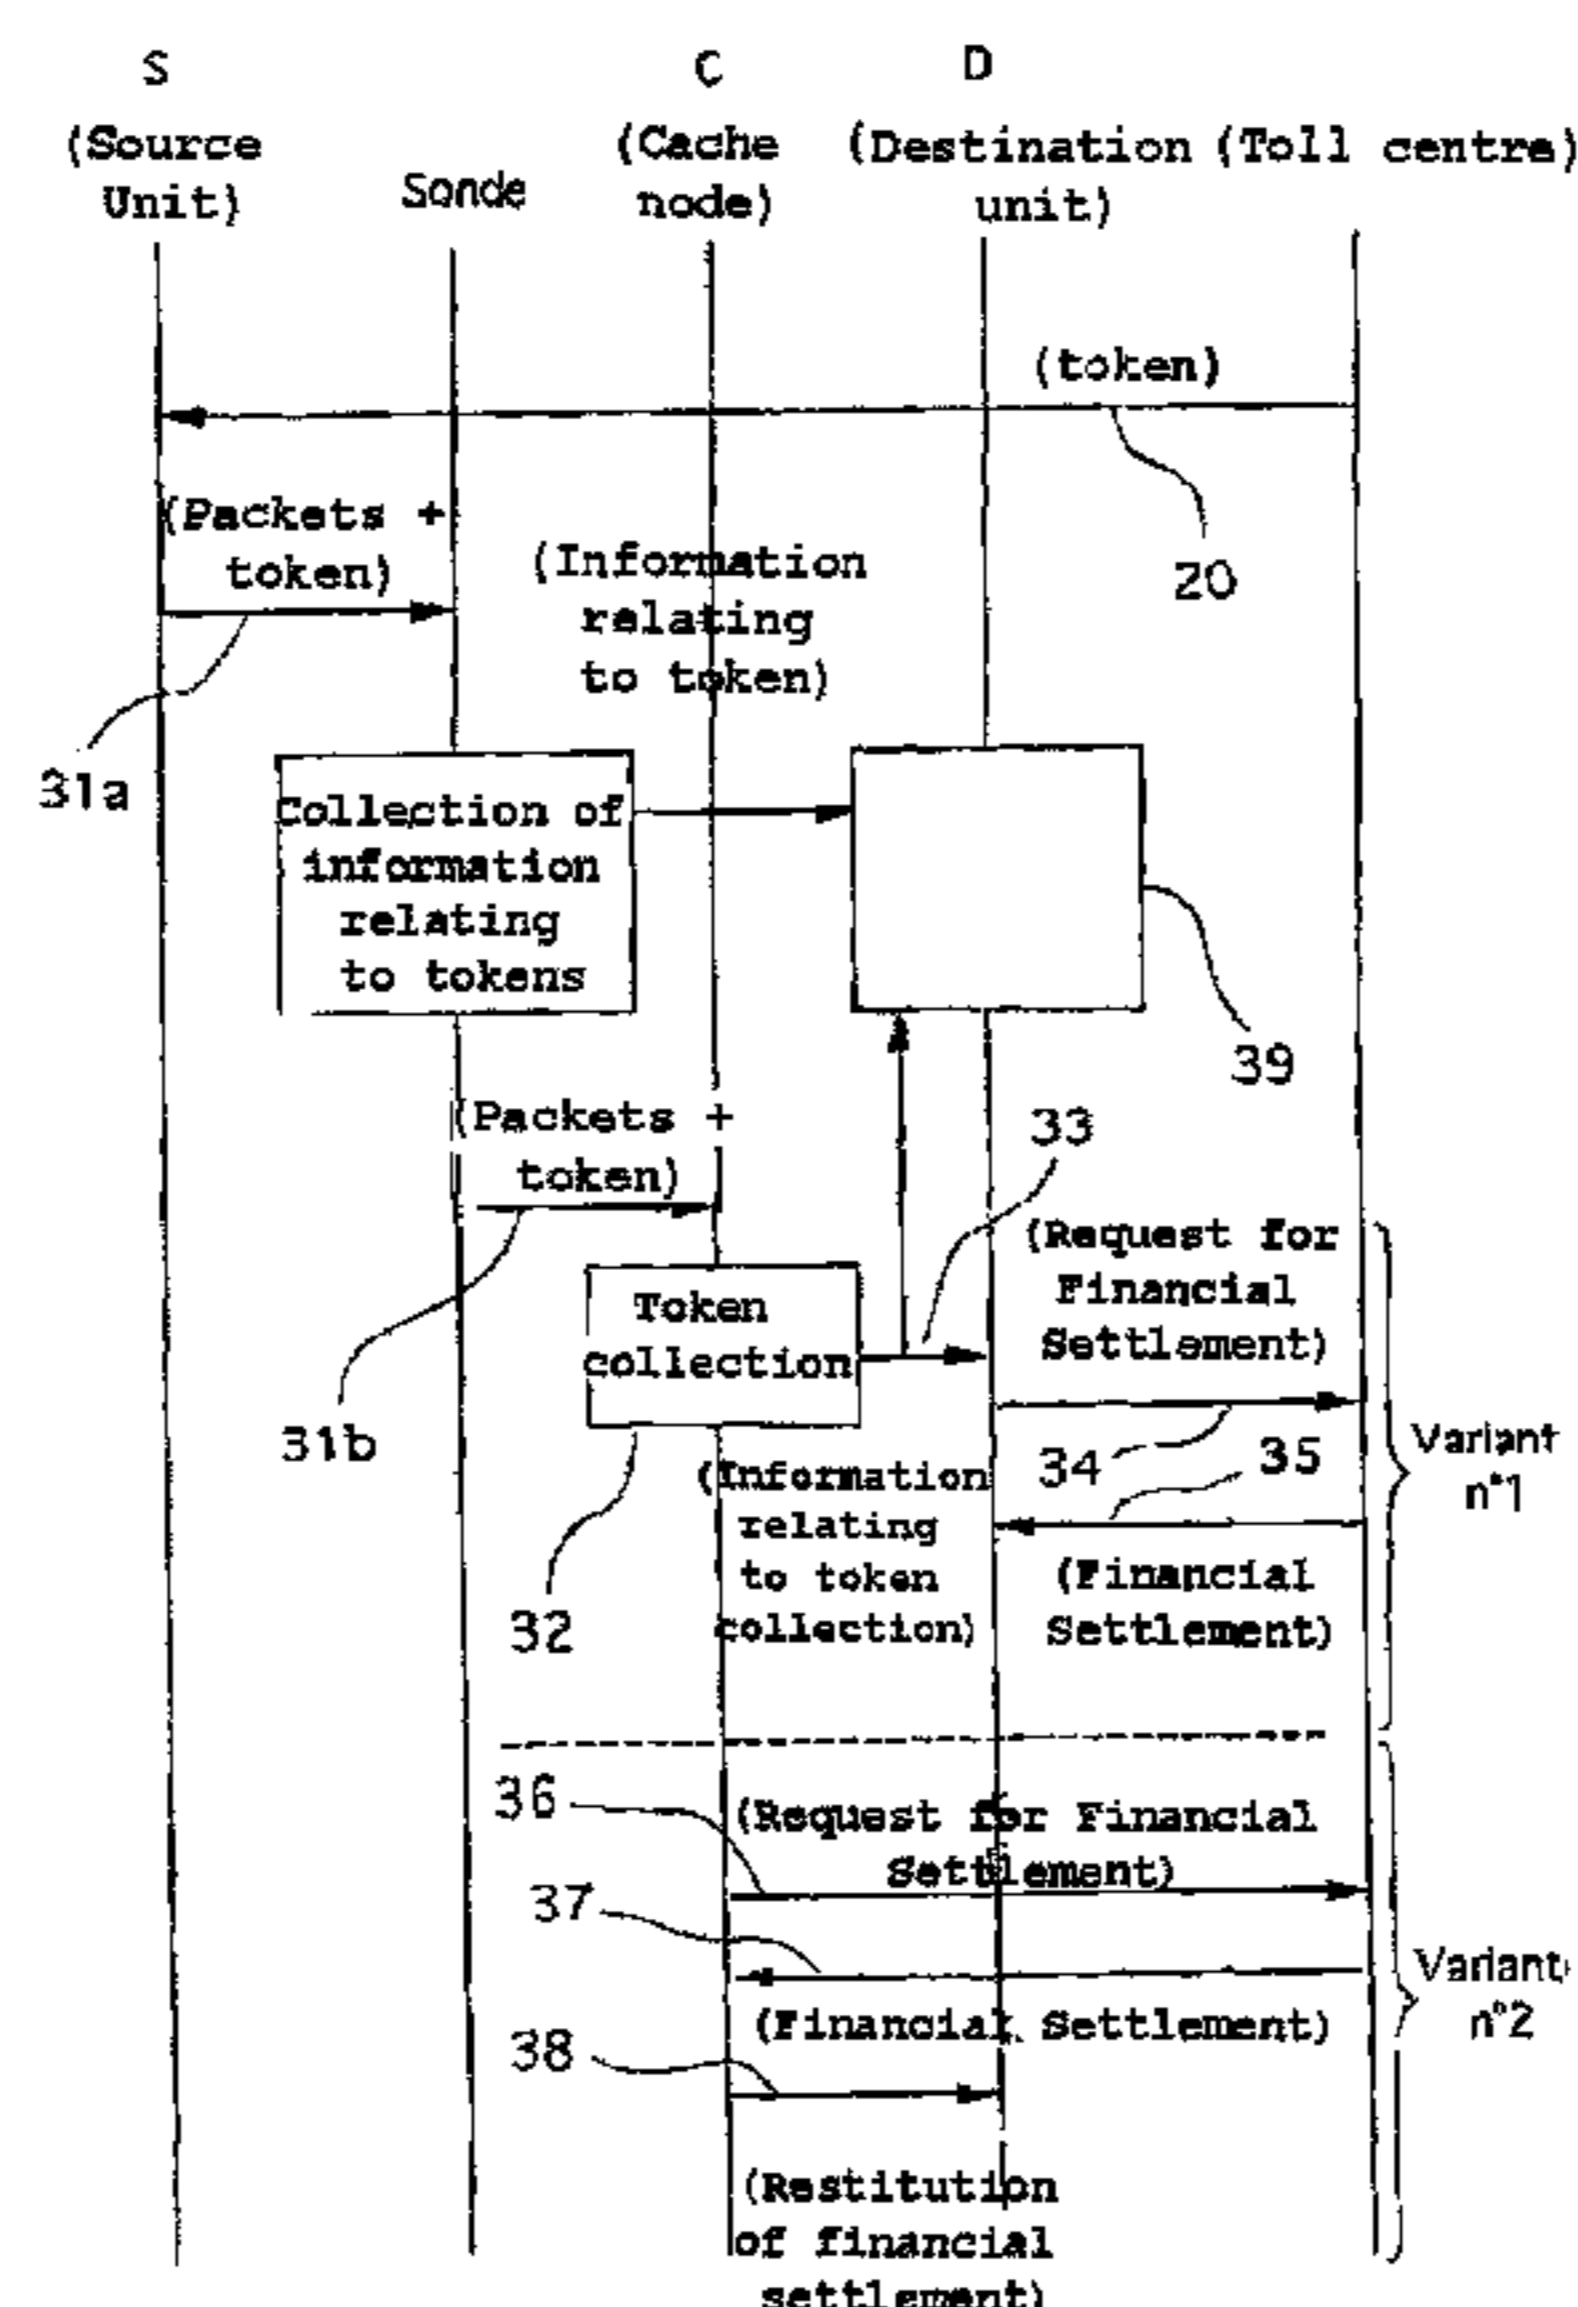 S
C
D
(Source
Unit)
Sonde
(Cache
node)
(Destination
unit)
(Toll centre)
(token)
20
(Packets +
token)
31a
(Information
relating
to token)
Collection of
information
relating
to tokens
39
(Packets +
token)
31b
33
Token
collection
32
(Request for
Financial
Settlement)
34
35
Variant
n°1
(Information
relating
to token
collection)
(Financial
Settlement)
36
(Request for Financial
Settlement)
37
(Financial Settlement)
Variant
n°2
38
(Restitution
of financial
settlement)